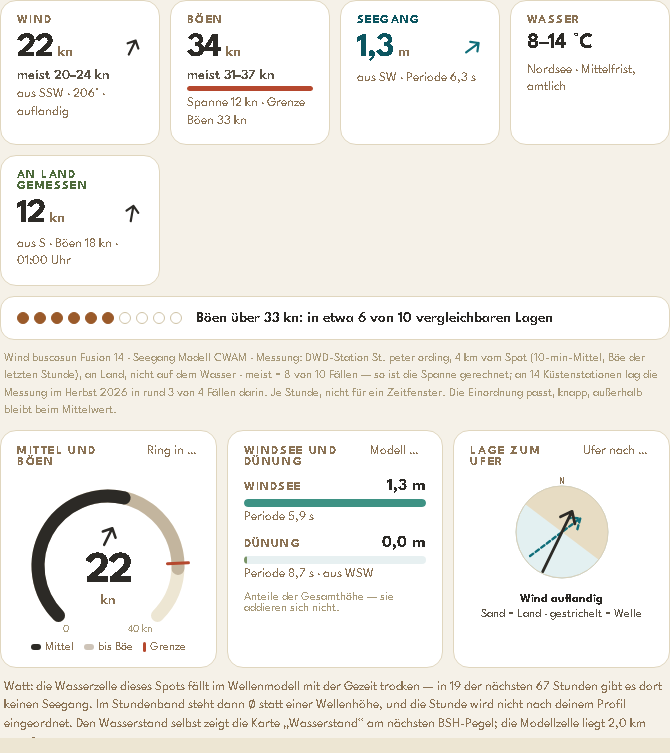 WIND
22 kn
meist 20–24 kn
aus SSW · 206° ·
auflandig
BÖEN
34 kn
meist 31–37 kn
Spanne 12 kn · Grenze
Böen 33 kn
SEEGANG
1,3 m
aus SW · Periode 6,3 s
WASSER
8–14 °C
Nordsee · Mittelfrist,
amtlich
AN LAND
GEMESSEN
12 kn
aus S · Böen 18 kn ·
01:00 Uhr
Böen über 33 kn: in etwa 6 von 10 vergleichbaren Lagen
Wind buscosun Fusion 14 · Seegang Modell CWAM · Messung: DWD-Station St. peter ording, 4 km vom Spot (10-min-Mittel, Böe der
letzten Stunde), an Land, nicht auf dem Wasser · meist = 8 von 10 Fällen — so ist die Spanne gerechnet; an 14 Küstenstationen lag die
Messung im Herbst 2026 in rund 3 von 4 Fällen darin. Je Stunde, nicht für ein Zeitfenster. Die Einordnung passt, knapp, außerhalb
bleibt beim Mittelwert.
MITTEL UND
BÖEN
Ring in ...
22
kn
0
40 kn
Mittel
bis Böe
Grenze
WINDSEE UND
DÜNUNG
Modell ...
WINDSEE
1,3 m
Periode 5,9 s
DÜNUNG
0,0 m
Periode 8,7 s · aus WSW
Anteile der Gesamthöhe — sie
addieren sich nicht.
LAGE ZUM
UFER
Ufer nach ...
N
Wind auflandig
Sand = Land · gestrichelt = Welle
Watt: die Wasserzelle dieses Spots fällt im Wellenmodell mit der Gezeit trocken — in 19 der nächsten 67 Stunden gibt es dort
keinen Seegang. Im Stundenband steht dann Ø statt einer Wellenhöhe, und die Stunde wird nicht nach deinem Profil
eingeordnet. Den Wasserstand selbst zeigt die Karte „Wasserstand“ am nächsten BSH-Pegel; die Modellzelle liegt 2,0 km